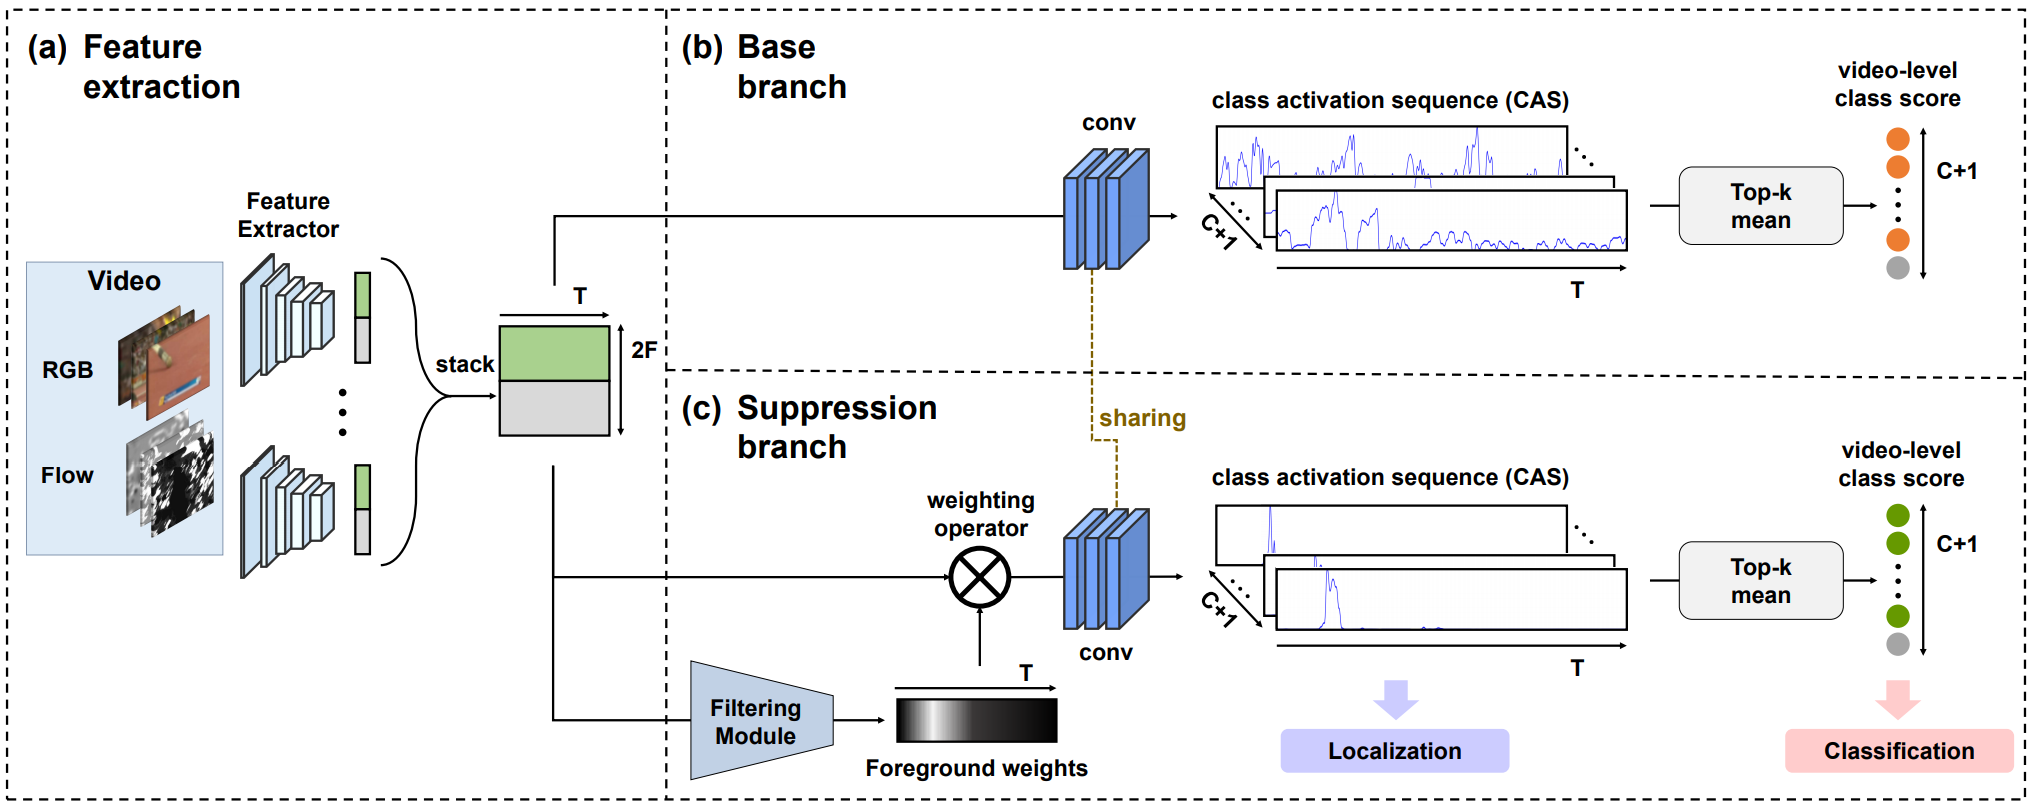 (a) Feature
extraction
Video
RGB
Flow
Feature
Extractor
stack
T
2F
(b) Base
branch
conv
class activation sequence (CAS)
C+1
T
Top-k
mean
video-level
class score
C+1
sharing
(c) Suppression
branch
weighting
operator
conv
Filtering
Module
T
Foreground weights
class activation sequence (CAS)
C+1
T
Top-k
mean
video-level
class score
C+1
Localization
Classification